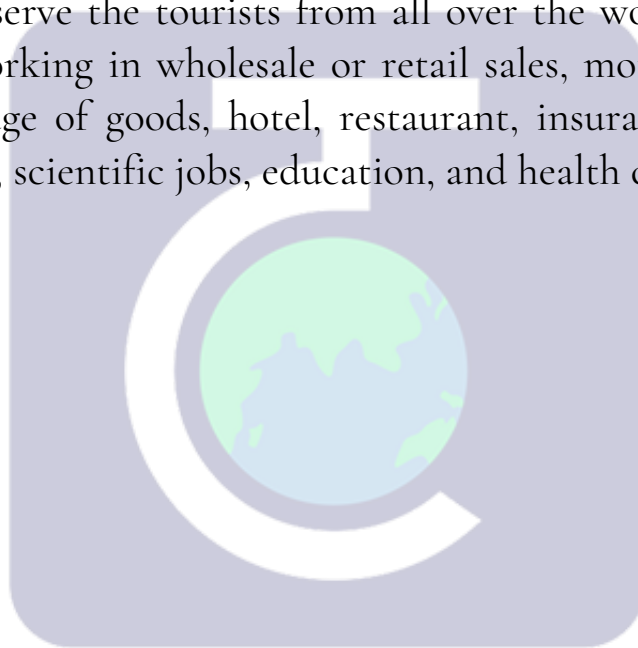 serve the tourists from all over the wo
rking in wholesale or retail sales, mo
ge of goods, hotel, restaurant, insura
, scientific jobs, education, and health c